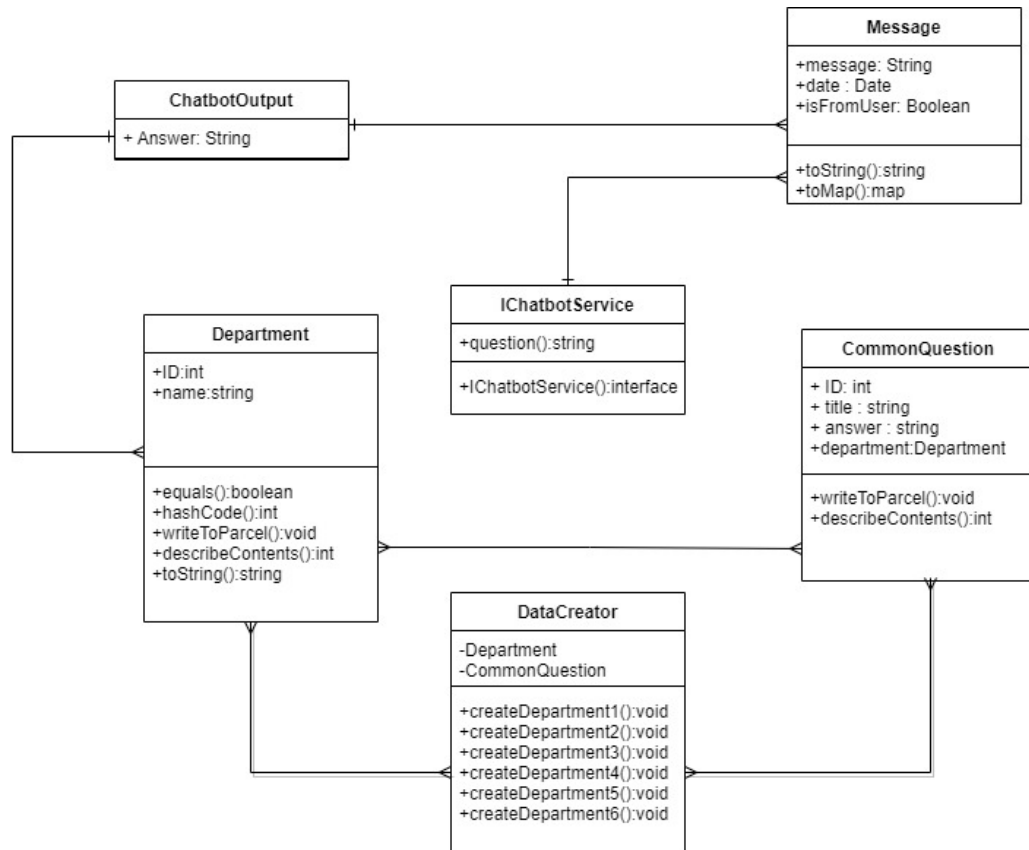 Message
+message: String
+date : Date
+isFromUser: Boolean
+toString():string
+toMap():map
ChatbotOutput
+ Answer: String
IChatbotService
+question():string
+IChatbotService():interface
Department
+ID:int
+name:string
+equals():boolean
+hashCode():int
+writeToParcel():void
+describeContents():int
+toString():string
CommonQuestion
+ ID: int
+ title : string
+ answer : string
+department:Department
+writeToParcel():void
+describeContents():int
DataCreator
-Department
-CommonQuestion
+createDepartment1():void
+createDepartment2():void
+createDepartment3():void
+createDepartment4():void
+createDepartment5():void
+createDepartment6():void